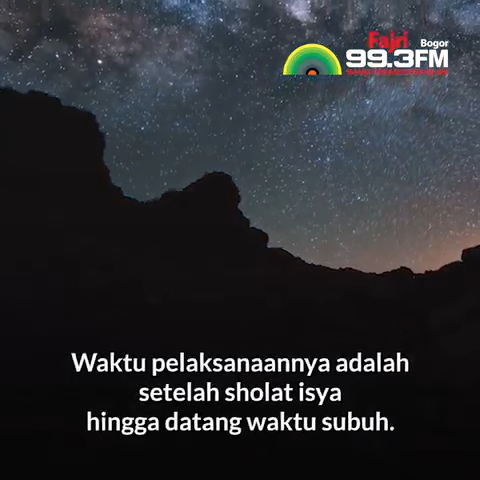 Fajri Bogor
99.3FM
Waktu pelaksanaannya adalah
setelah sholat isya
hingga datang waktu subuh.